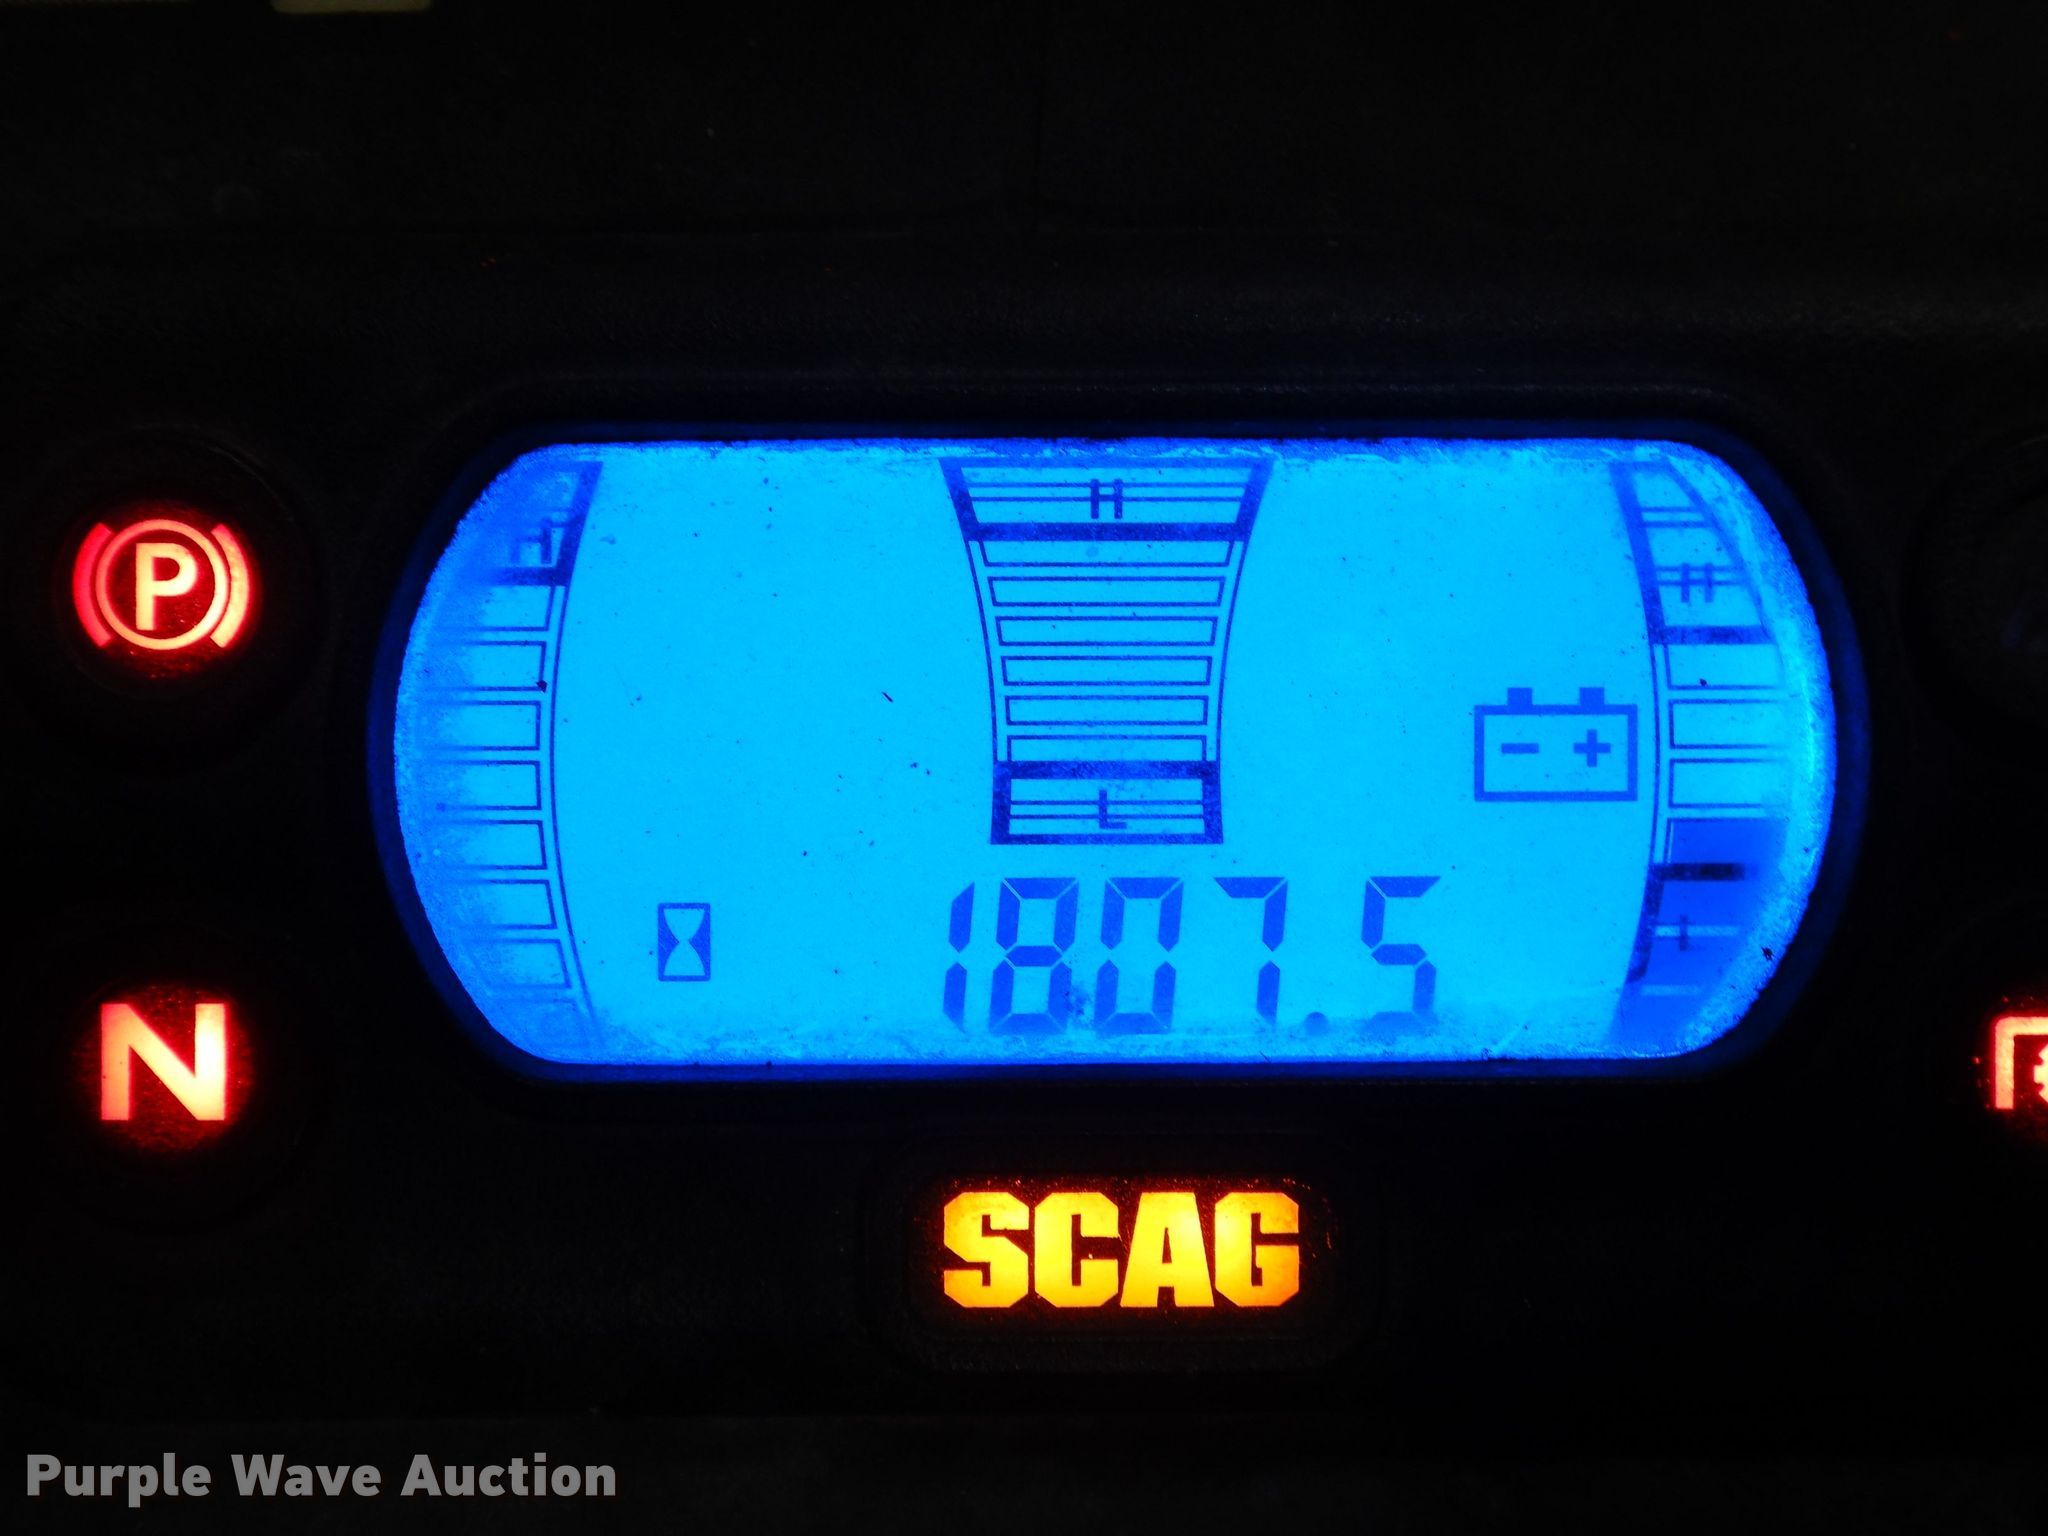 H
H
P
- +
L
1807.5
N
SCAG
Purple Wave Auction